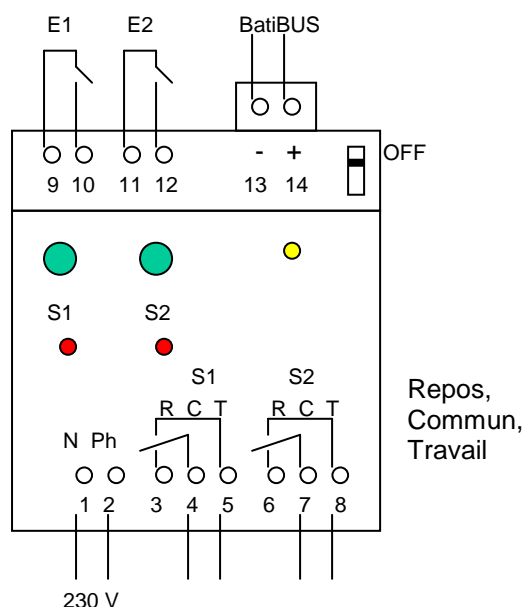 E1 E2 BatiBUS
- + OFF
9 10 11 12 13 14
S1 S2
S1 S2
R C T R C T
Repos,
Commun,
Travail
N Ph
1 2 3 4 5 6 7 8
230 V